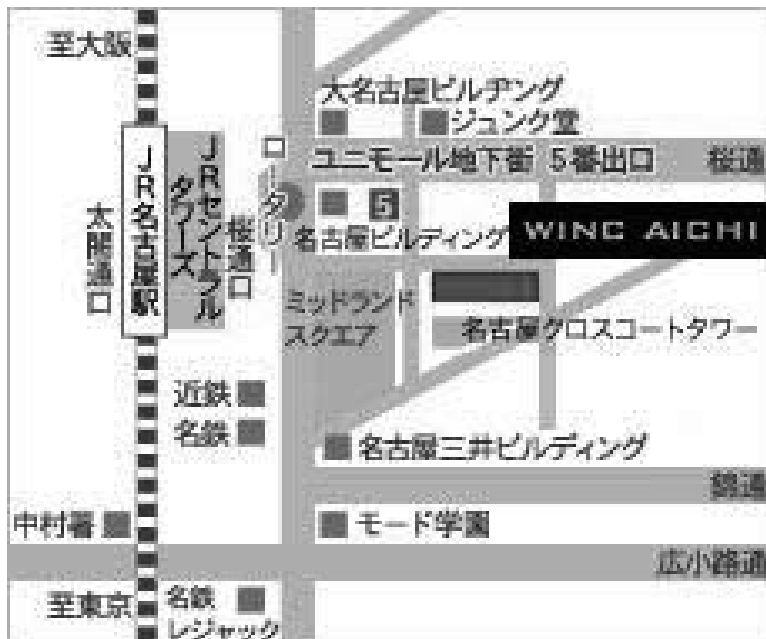 至大阪
大名古屋ビルヂング
ジュンク堂
ユニモール地下街 5番出口
桜通
JR名古屋駅
JRセントラル
タワーズ
太閤通口
桜通口
ロータリー
5
名古屋ビルディング
WINC AICHI
ミッドランド
スクエア
名古屋クロスコートタワー
近鉄
名鉄
名古屋三井ビルディング
錦通
中村署
モード学園
広小路通
至東京
名鉄
レジャック